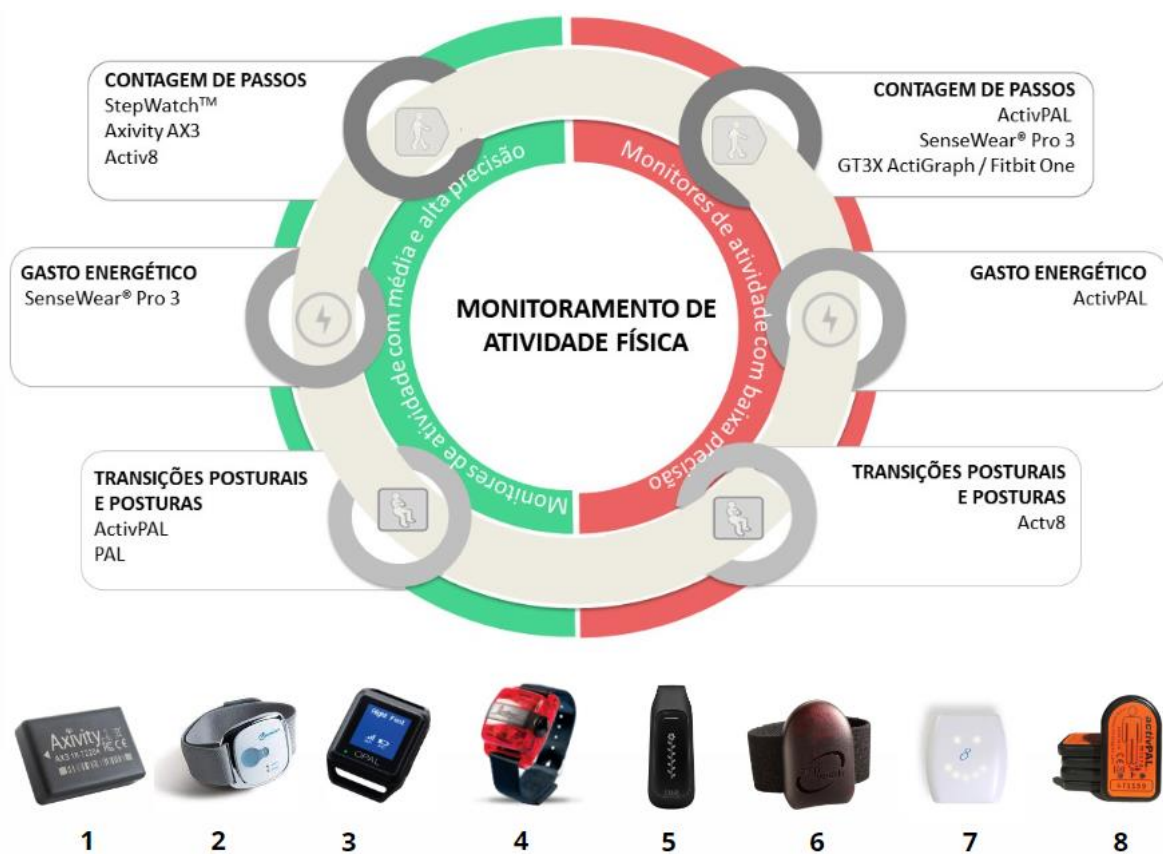 CONTAGEM DE PASSOS
StepWatch™
Axivity AX3
Activ8
CONTAGEM DE PASSOS
ActivPAL
SenseWear® Pro 3
GT3X ActiGraph / Fitbit One
GASTO ENERGÉTICO
SenseWear® Pro 3
GASTO ENERGÉTICO
ActivPAL
Monitores de atividade com média e alta precisão
Monitores de atividade com baixa precisão
MONITORAMENTO DE
ATIVIDADE FÍSICA
TRANSIÇÕES POSTURAIS
E POSTURAS
ActivPAL
PAL
TRANSIÇÕES POSTURAIS
E POSTURAS
Actv8
Axivity
OPAL
8
activPAL
1
2
3
4
5
6
7
8